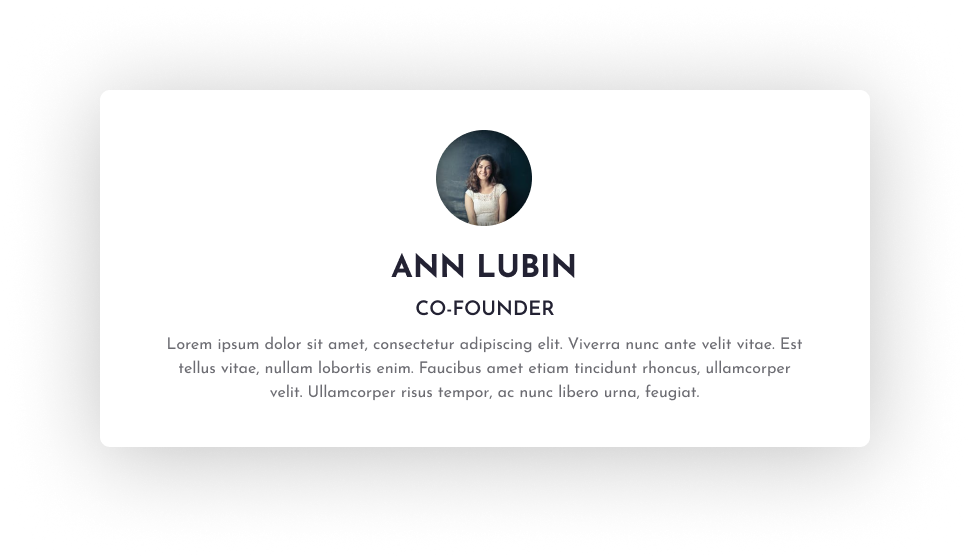 ANN LUBIN
CO-FOUNDER
Lorem ipsum dolor sit amet, consectetur adipiscing elit. Viverra nunc ante velit vitae. Est
tellus vitae, nullam lobortis enim. Faucibus amet etiam tincidunt rhoncus, ullamcorper
velit. Ullamcorper risus tempor, ac nunc libero urna, feugiat.